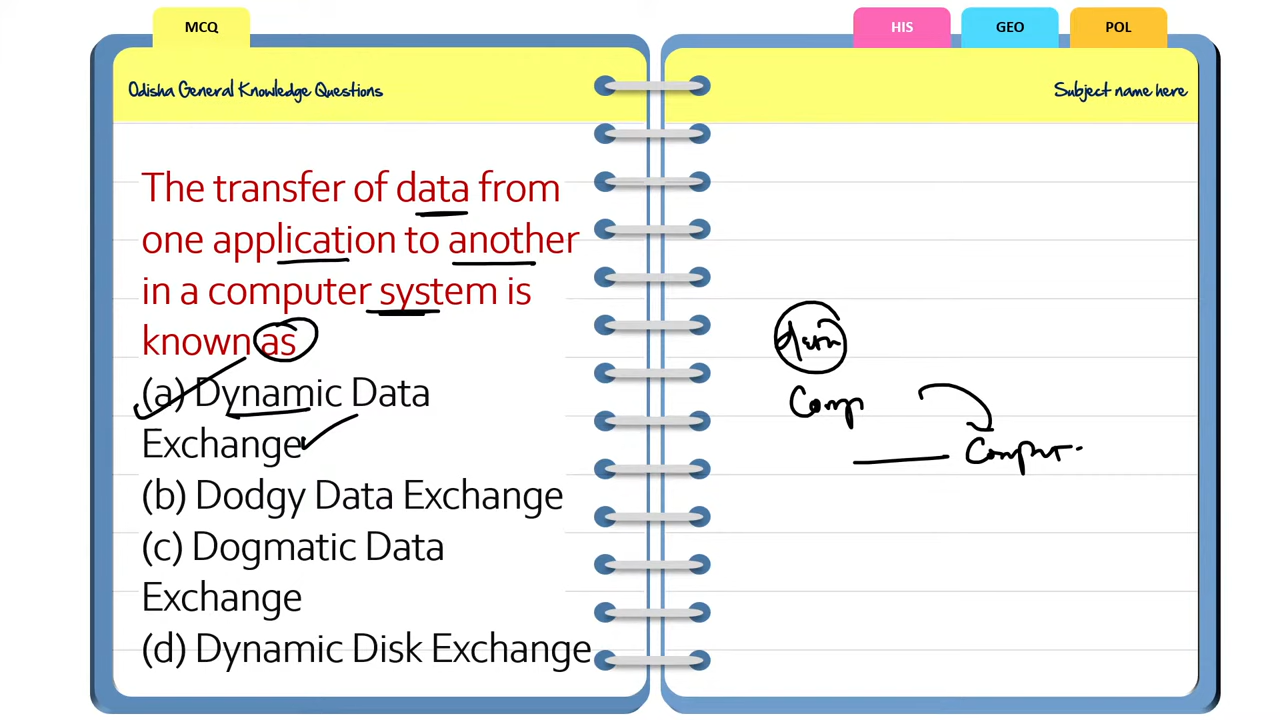 MCQ
HIS GEO POL
Odisha General Knowledge Questions
Subject name here
The transfer of data from
one application to another
in a computer system is
known as
(a) Dynamic Data
Exchange
(b) Dodgy Data Exchange
(c) Dogmatic Data
Exchange
(d) Dynamic Disk Exchange
data
Comp